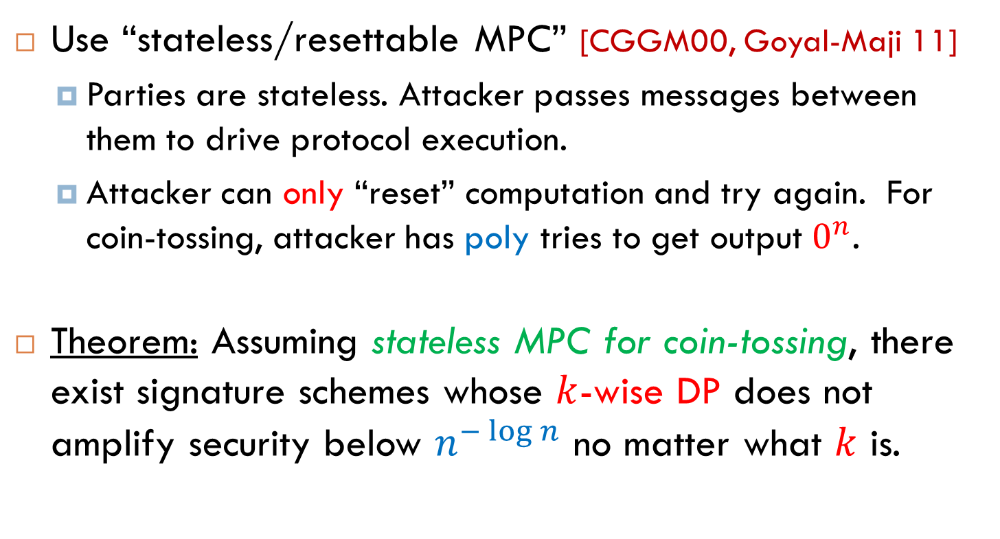 Use “stateless/resettable MPC” [CGGM00, Goyal-Maji 11]
Parties are stateless. Attacker passes messages between
them to drive protocol execution.
Attacker can only “reset” computation and try again. For
coin-tossing, attacker has poly tries to get output 0ⁿ.
Theorem: Assuming stateless MPC for coin-tossing, there
exist signature schemes whose k-wise DP does not
amplify security below n^{− log n} no matter what k is.